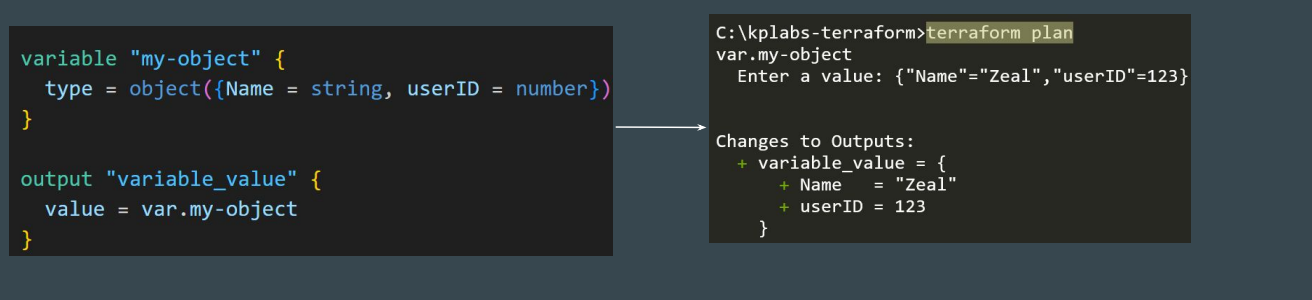 variable "my-object" {
  type = object({Name = string, userID = number})
}

output "variable_value" {
  value = var.my-object
}
C:\kplabs-terraform>terraform plan
var.my-object
  Enter a value: {"Name"="Zeal","userID"=123}

Changes to Outputs:
  + variable_value = {
      + Name   = "Zeal"
      + userID = 123
    }